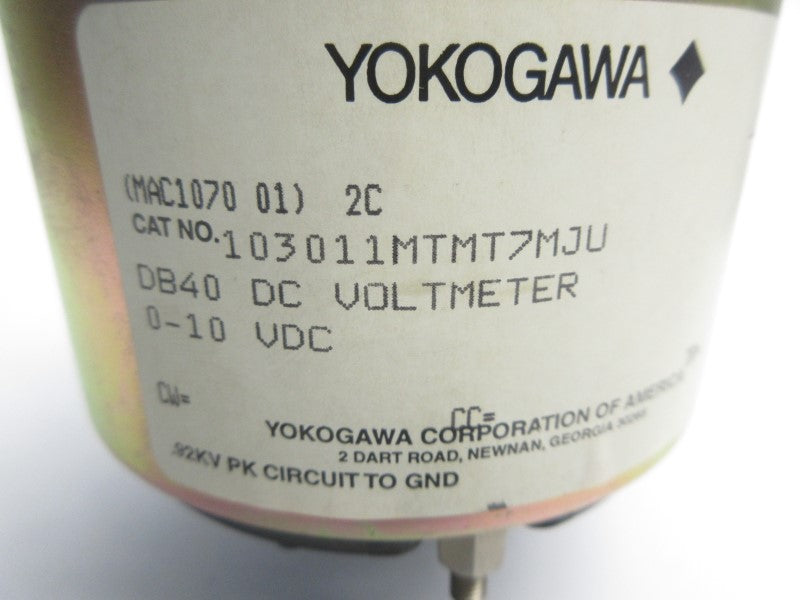 YOKOGAWA
(MAC1070 01) 2C
CAT NO. 103011MTMT7MJU
DB40 DC VOLTMETER
0-10 VDC
CW=
CC=
YOKOGAWA CORPORATION OF AMERICA
2 DART ROAD, NEWNAN, GEORGIA 30265
.92KV PK CIRCUIT TO GND